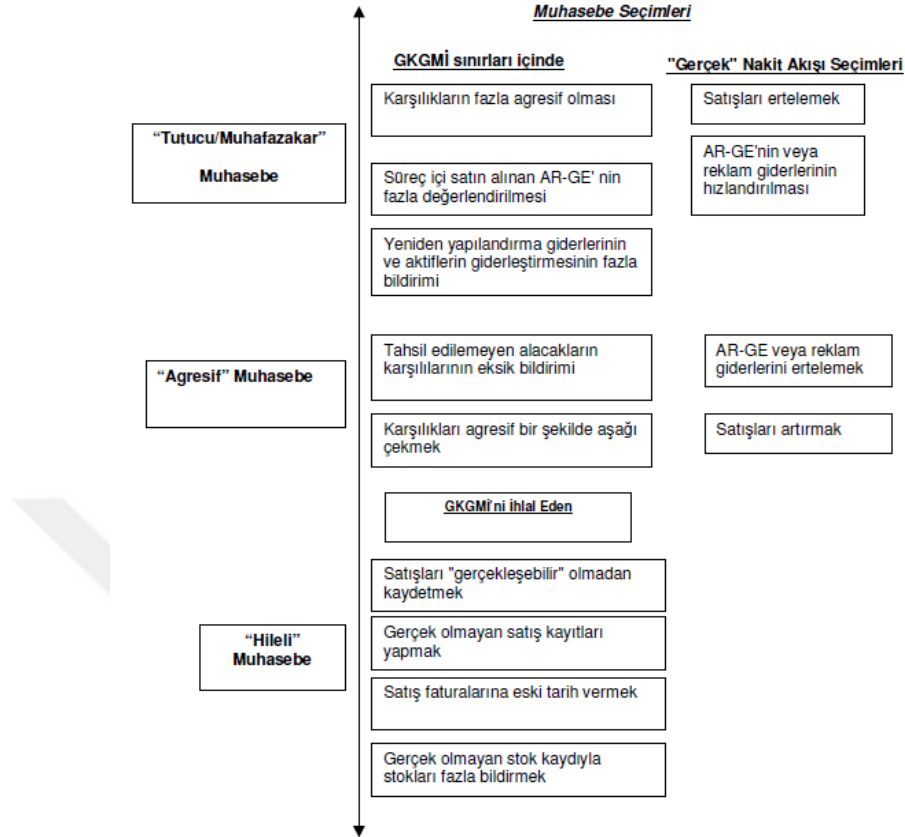 Muhasebe Seçimleri
GKGMİ sınırları içinde
"Gerçek" Nakit Akışı Seçimleri
“Tutucu/Muhafazakar”
Muhasebe
Karşılıkların fazla agresif olması
Satışları ertelemek
Süreç içi satın alınan AR-GE' nin
fazla değerlendirilmesi
AR-GE'nin veya
reklam giderlerinin
hızlandırılması
Yeniden yapılandırma giderlerinin
ve aktiflerin giderleştirmesinin fazla
bildirimi
“Agresif” Muhasebe
Tahsil edilemeyen alacakların
karşılılarının eksik bildirimi
AR-GE veya reklam
giderlerini ertelemek
Karşılıkları agresif bir şekilde aşağı
çekmek
Satışları artırmak
GKGMİ'ni İhlal Eden
“Hileli”
Muhasebe
Satışları "gerçekleşebilir" olmadan
kaydetmek
Gerçek olmayan satış kayıtları
yapmak
Satış faturalarına eski tarih vermek
Gerçek olmayan stok kaydıyla
stokları fazla bildirmek